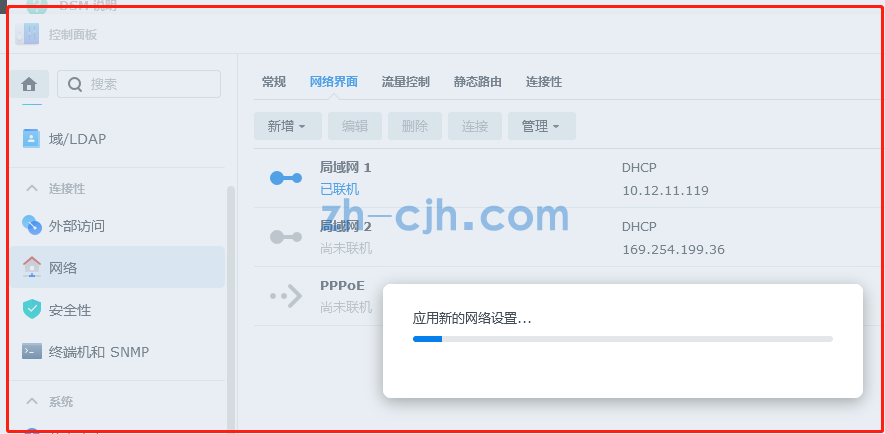 DSM 说明
控制面板
搜索
域/LDAP
连接性
外部访问
网络
安全性
终端机和 SNMP
系统
常规 网络界面 流量控制 静态路由 连接性
新增 编辑 删除 连接 管理
局域网 1 DHCP
已联机 10.12.11.119
zh-cjh.com
局域网 2 DHCP
尚未联机 169.254.199.36
PPPoE
尚未联机
应用新的网络设置...